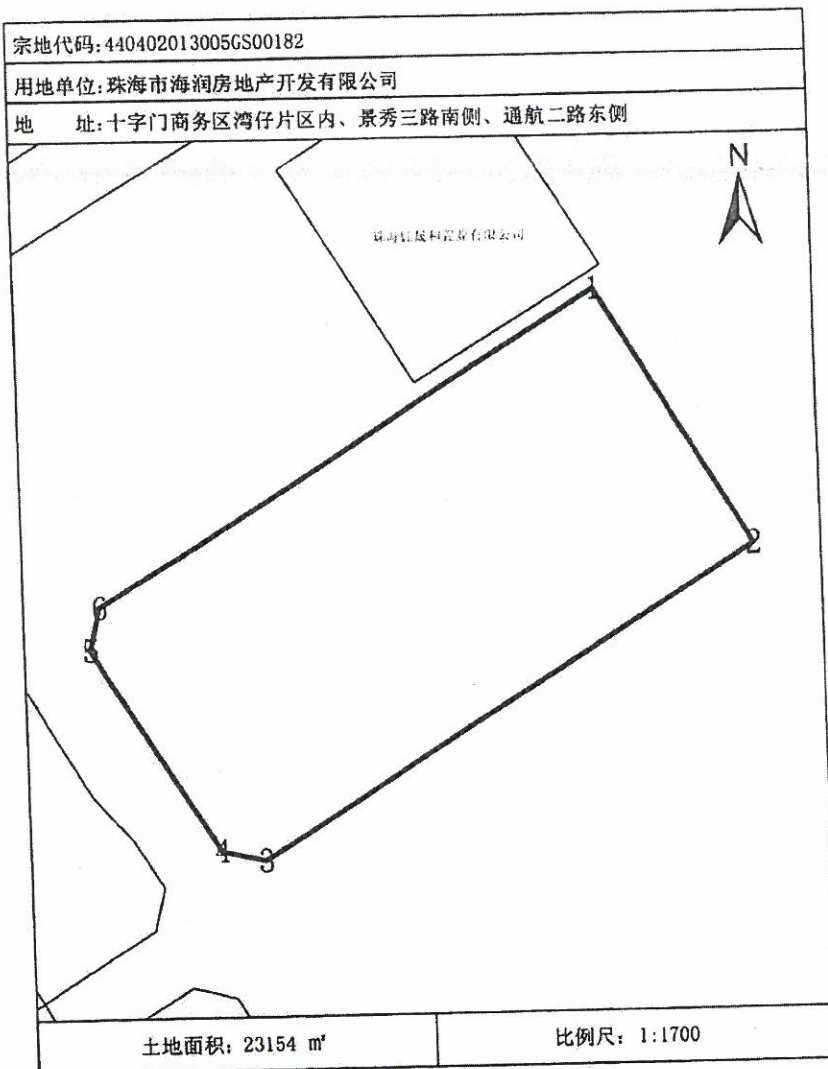 宗地代码:440402013005GS00182
用地单位:珠海市海润房地产开发有限公司
地 址:十字门商务区湾仔片区内、景秀三路南侧、通航二路东侧
N
1
2
6
5
4
3
土地面积: 23154 ㎡
比例尺: 1:1700